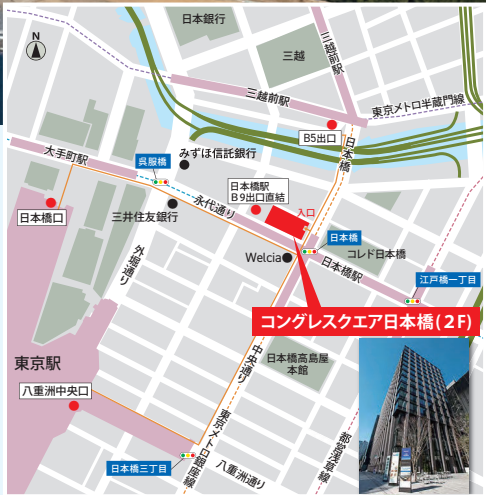 N
日本銀行
三越
三越前駅
三越前駅
東京メトロ半蔵門線
B5出口
日本橋
大手町駅
呉服橋
みずほ信託銀行
日本橋口
三井住友銀行
永代通り
日本橋駅
B9出口直結
入口
日本橋
コレド日本橋
Welcia
日本橋駅
江戸橋一丁目
外堀通り
コングレスクエア日本橋(2F)
東京駅
八重洲中央口
中央通り
日本橋高島屋
本館
東京メトロ銀座線
都営浅草線
日本橋三丁目
八重洲通り